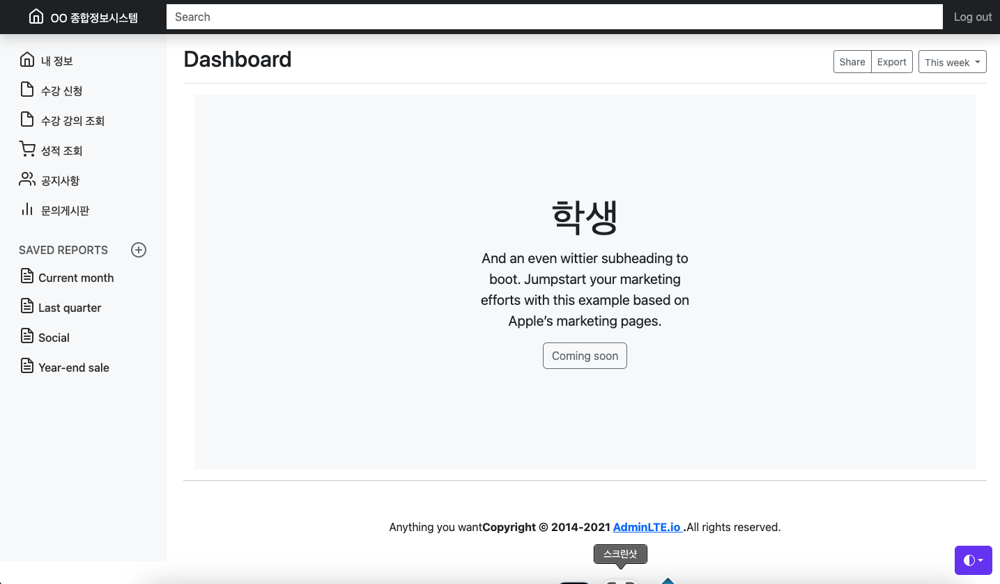 OO 종합정보시스템
Search
Log out
내 정보
수강 신청
수강 강의 조회
성적 조회
공지사항
문의게시판
SAVED REPORTS
Current month
Last quarter
Social
Year-end sale
Dashboard
Share
Export
This week
학생
And an even wittier subheading to
boot. Jumpstart your marketing
efforts with this example based on
Apple’s marketing pages.
Coming soon
Anything you wantCopyright © 2014-2021 AdminLTE.io .All rights reserved.
스크린샷